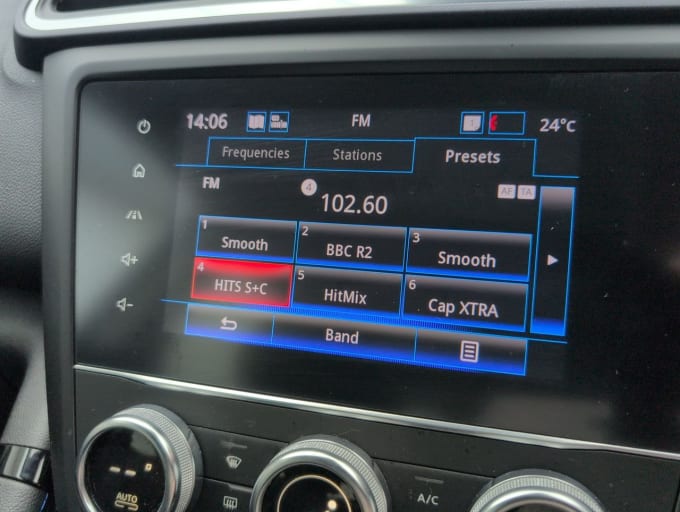 14:06 FM 24°C
Frequencies Stations Presets
FM 4 AF TA
102.60
1 Smooth 2 BBC R2 3 Smooth
4 HITS S+C 5 HitMix 6 Cap XTRA
Band
AUTO A/C